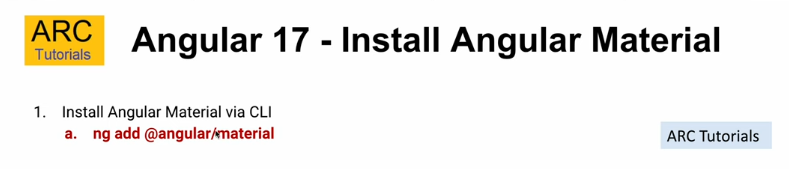 ARC
Tutorials
Angular 17 - Install Angular Material
1. Install Angular Material via CLI
a. ng add @angular/material
ARC Tutorials